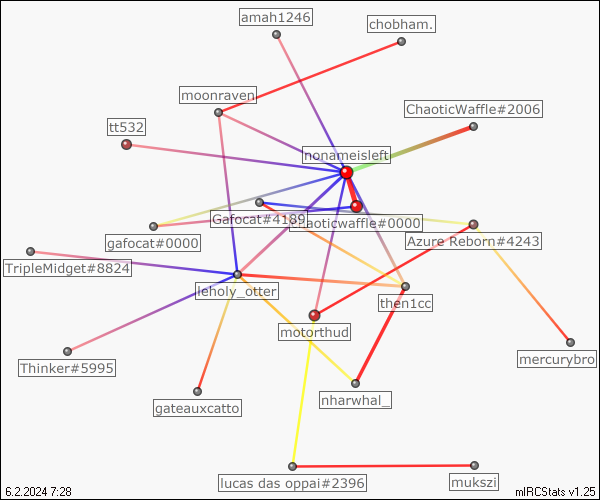 amah1246
chobham.
moonraven
ChaoticWaffle#2006
tt532
nonameisleft
Gafocat#4189
chaoticwaffle#0000
gafocat#0000
Azure Reborn#4243
TripleMidget#8824
leholy_otter
then1cc
motorthud
mercurybro
Thinker#5995
nharwhal_
gateauxcatto
lucas das oppai#2396
mukszi
6.2.2024 7:28
mIRCStats v1.25